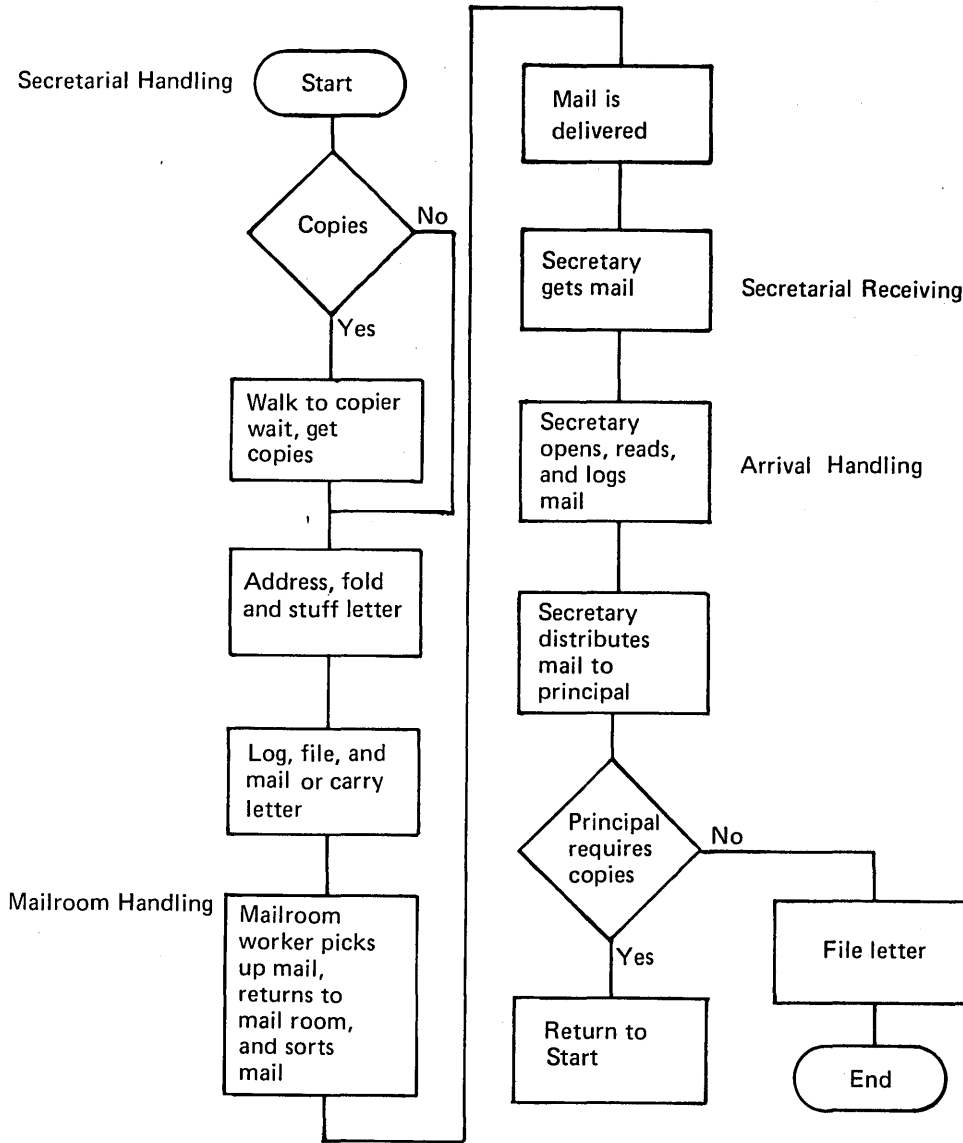 Secretarial Handling
Start
Copies
No
Yes
Walk to copier
wait, get
copies
Address, fold
and stuff letter
Log, file, and
mail or carry
letter
Mailroom Handling
Mailroom
worker picks
up mail,
returns to
mail room,
and sorts
mail
Mail is
delivered
Secretary
gets mail
Secretarial Receiving
Secretary
opens, reads,
and logs
mail
Arrival Handling
Secretary
distributes
mail to
principal
Principal
requires
copies
No
Yes
File letter
Return to
Start
End